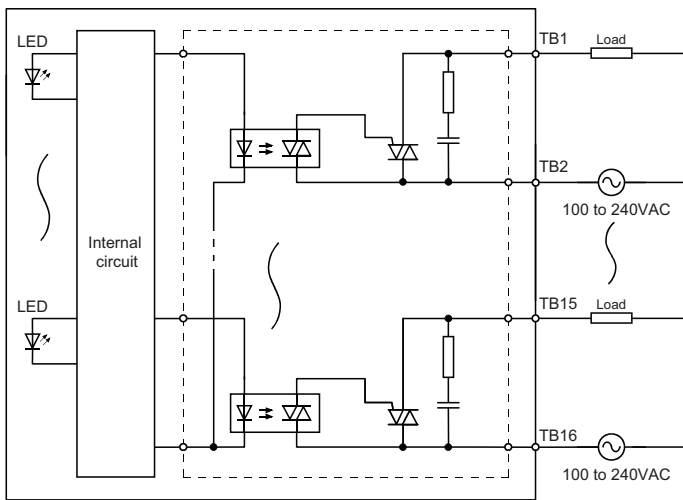 LED
TB1
Load
TB2
100 to 240VAC
Internal
circuit
LED
TB15
Load
TB16
100 to 240VAC